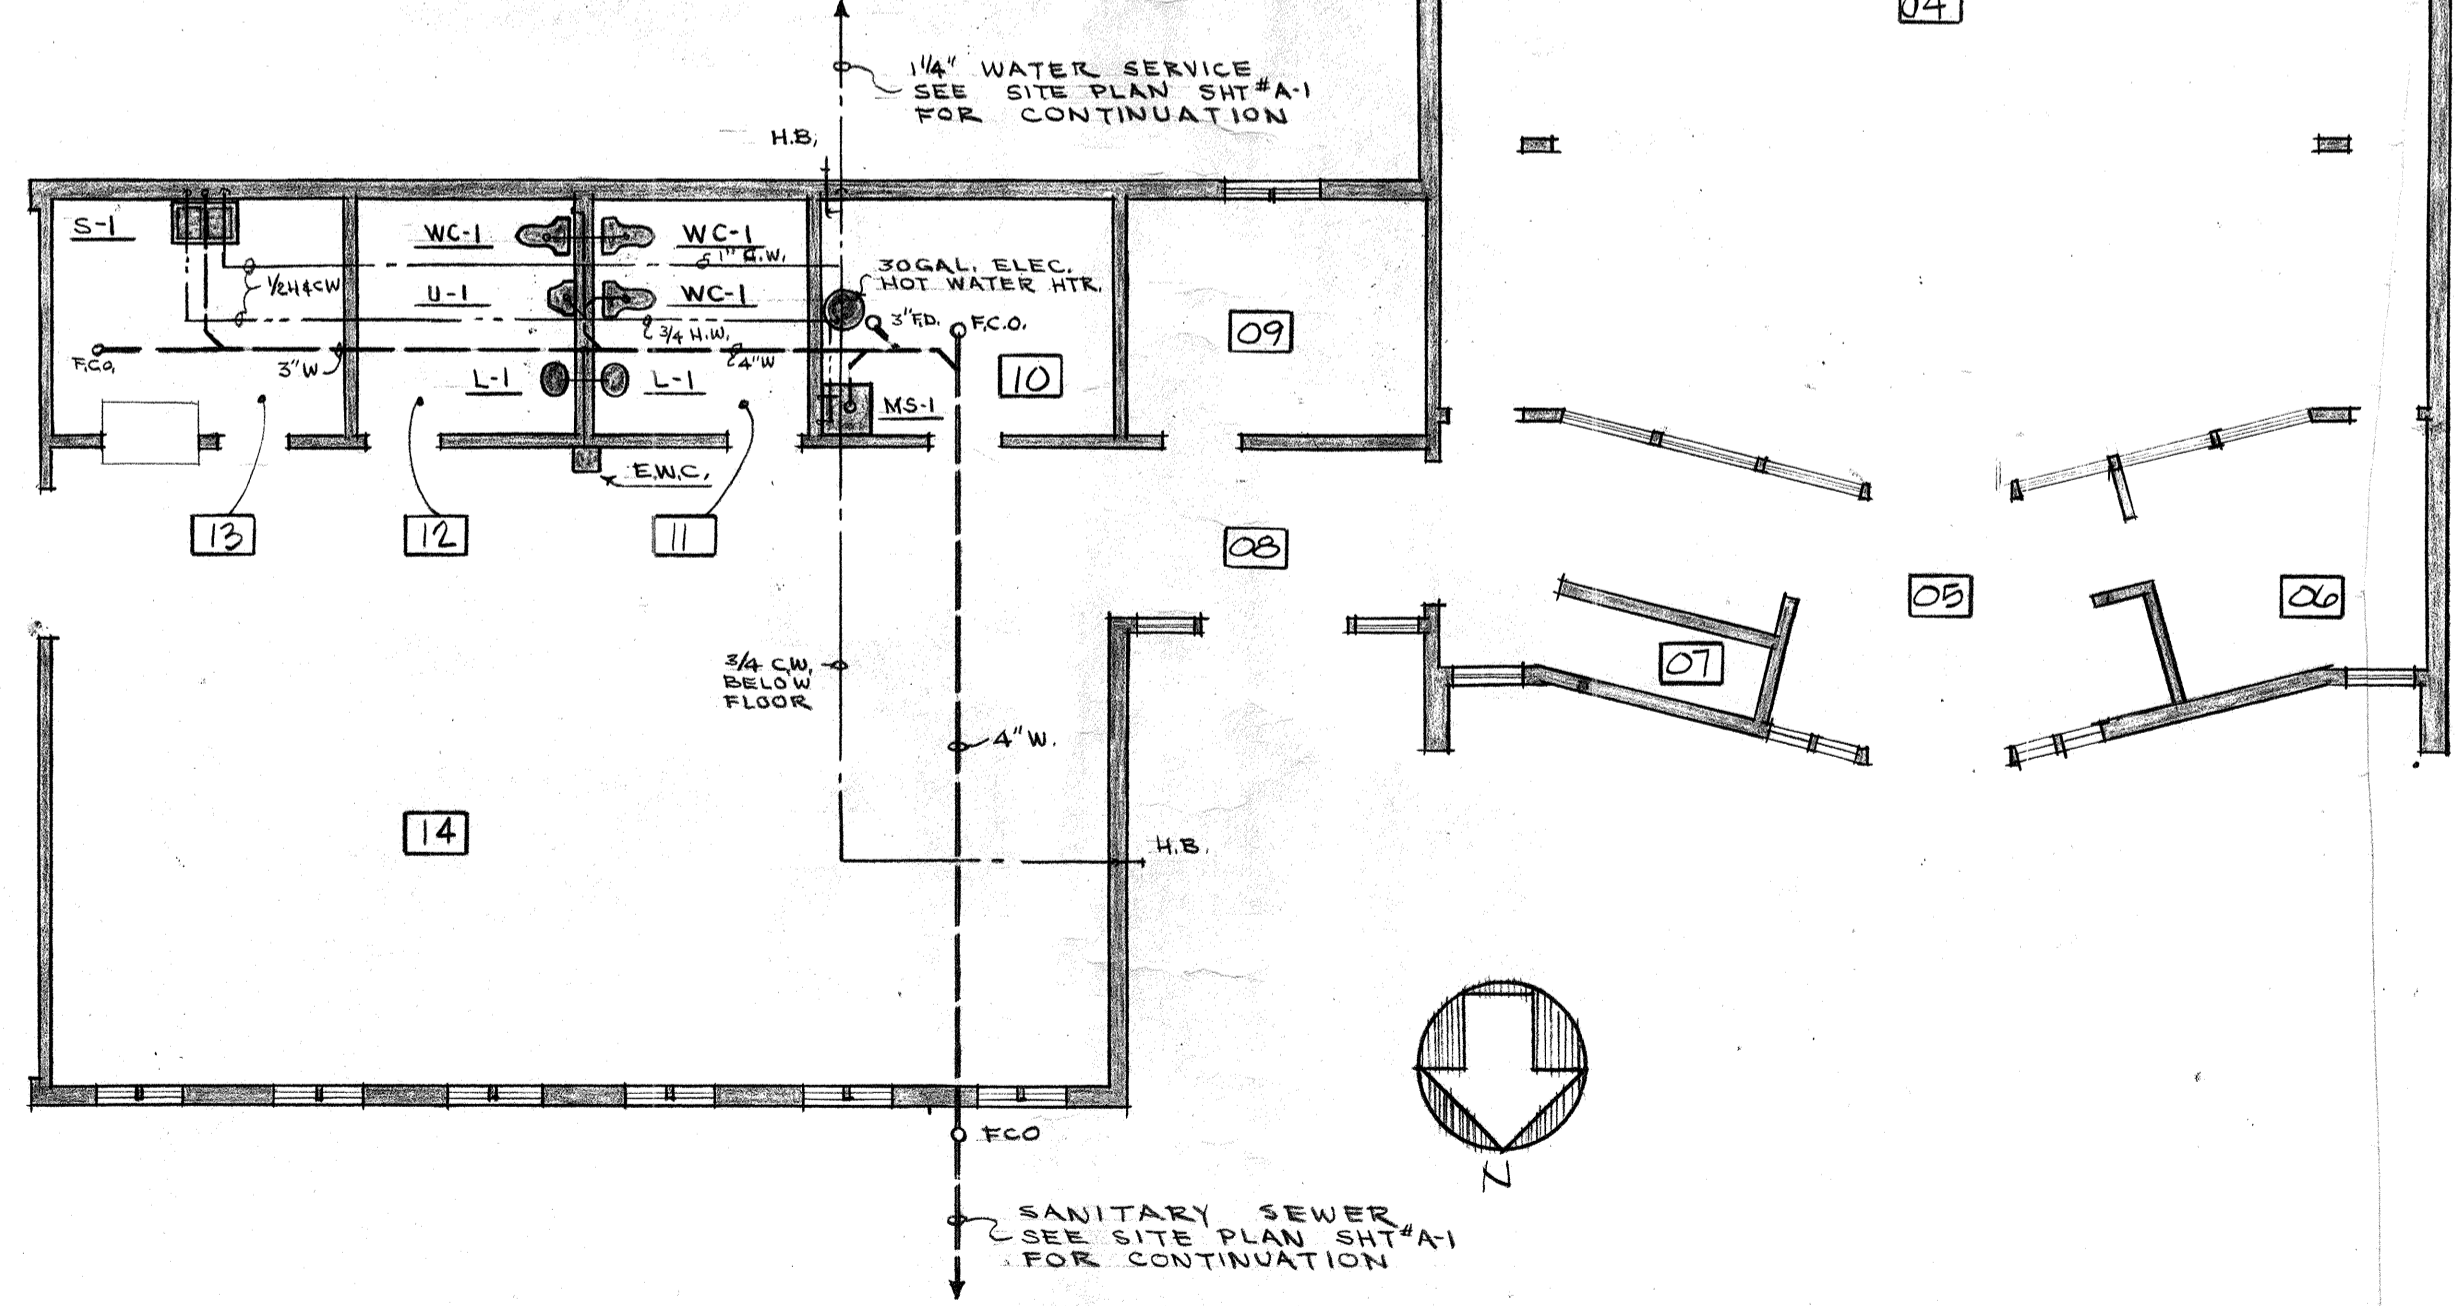 04
1 1/4" WATER SERVICE
SEE SITE PLAN SHT #A-1
FOR CONTINUATION
H.B.
S-1
WC-1
WC-1
1" C.W.
30 GAL. ELEC.
HOT WATER HTR.
1/2 H & CW
U-1
WC-1
3" F.D.
F.C.O.
3/4 H.W.
09
F.C.O.
3" W
4" W
L-1
L-1
10
MS-1
E.W.C.
13
12
11
08
05
06
07
3/4 C.W.
BELOW
FLOOR
4" W.
14
H.B.
FCO
N
SANITARY SEWER
SEE SITE PLAN SHT #A-1
FOR CONTINUATION